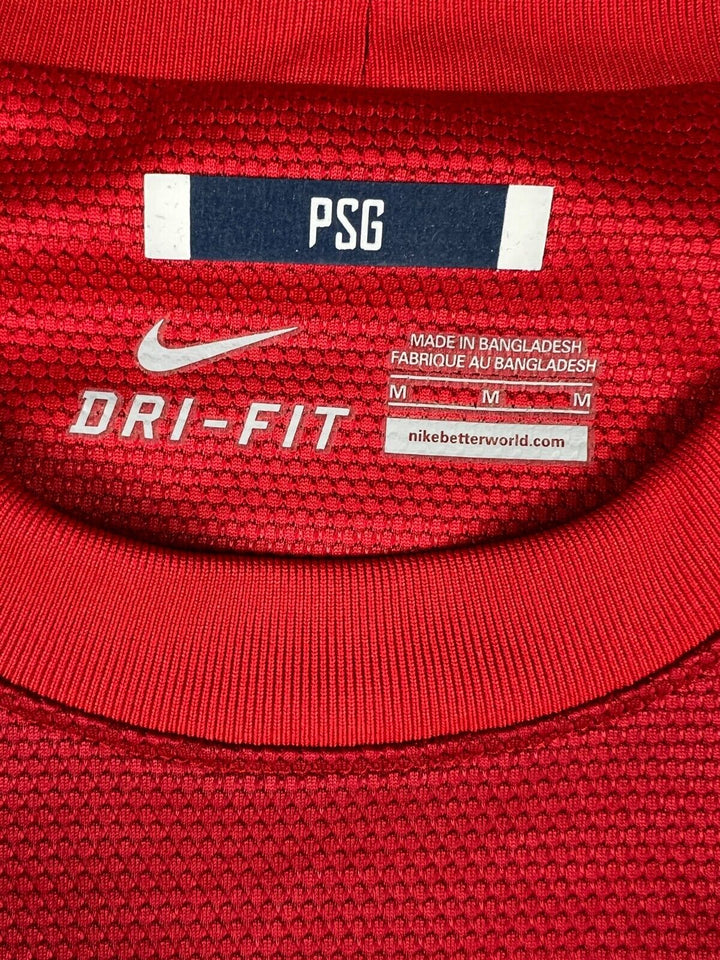 PSG
DRI-FIT
MADE IN BANGLADESH
FABRIQUE AU BANGLADESH
M M M
nikebetterworld.com